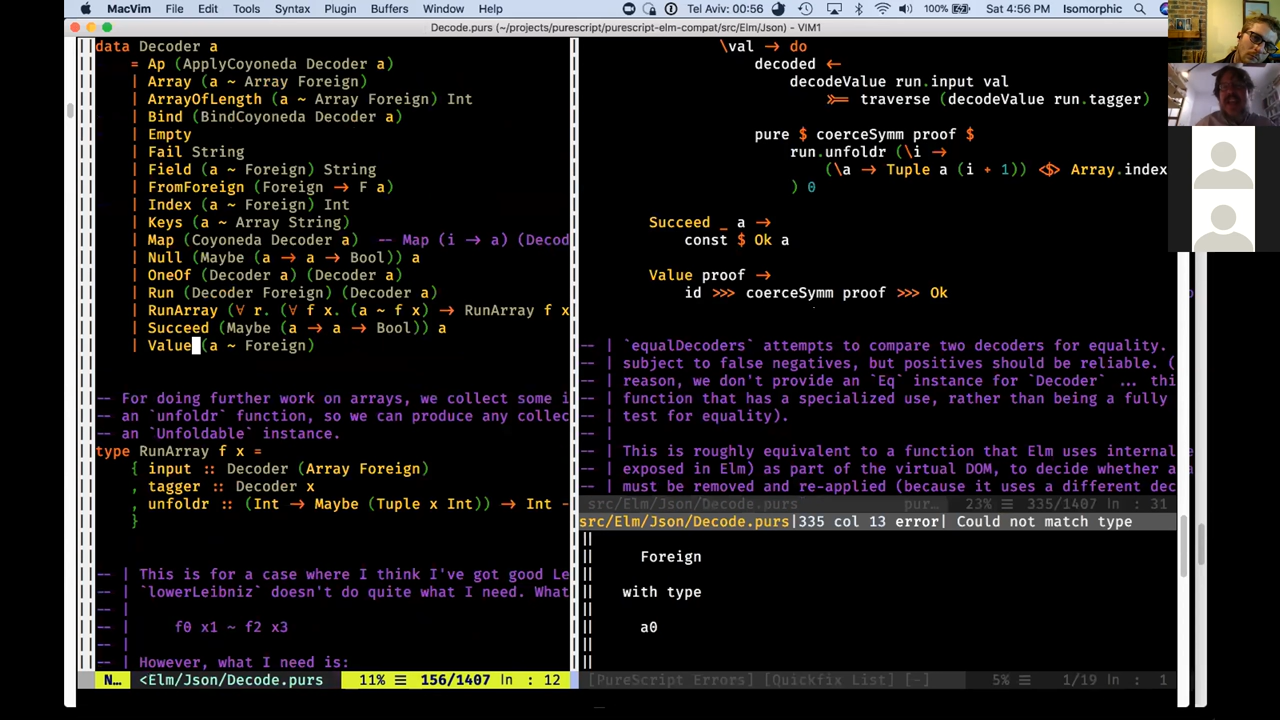 MacVim File Edit Tools Syntax Plugin Buffers Window Help Tel Aviv: 00:56 100% Sat 4:56 PM Isomorphic
Decode.purs (~/projects/purescript/purescript-elm-compat/src/Elm/Json) - VIM1
data Decoder a
= Ap (ApplyCoyoneda Decoder a)
| Array (a ~ Array Foreign)
| ArrayOfLength (a ~ Array Foreign) Int
| Bind (BindCoyoneda Decoder a)
| Empty
| Fail String
| Field (a ~ Foreign) String
| FromForeign (Foreign → F a)
| Index (a ~ Foreign) Int
| Keys (a ~ Array String)
| Map (Coyoneda Decoder a) -- Map (i → a) (Decod
| Null (Maybe (a → a → Bool)) a
| OneOf (Decoder a) (Decoder a)
| Run (Decoder Foreign) (Decoder a)
| RunArray (∀ r. (∀ f x. (a ~ f x) → RunArray f x
| Succeed (Maybe (a → a → Bool)) a
| Value (a ~ Foreign)
-- For doing further work on arrays, we collect some i
-- an `unfoldr` function, so we can produce any collec
-- an `Unfoldable` instance.
type RunArray f x =
{ input :: Decoder (Array Foreign)
, tagger :: Decoder x
, unfoldr :: (Int → Maybe (Tuple x Int)) → Int -
}
-- | This is for a case where I think I've got good Le
-- | `lowerLeibniz` doesn't do quite what I need. What
-- |
-- | f0 x1 ~ f2 x3
-- |
-- | However, what I need is:
N… <Elm/Json/Decode.purs 11% ☰ 156/1407 ln : 12
\val → do
decoded ←
decodeValue run.input val
>>= traverse (decodeValue run.tagger)
pure $ coerceSymm proof $
run.unfoldr (\i →
(\a → Tuple a (i + 1)) <$> Array.index
) 0
Succeed _ a →
const $ Ok a
Value proof →
id >>> coerceSymm proof >>> Ok
-- | `equalDecoders` attempts to compare two decoders for equality.
-- | subject to false negatives, but positives should be reliable. (
-- | reason, we don't provide an `Eq` instance for `Decoder` ... thi
-- | function that has a specialized use, rather than being a fully
-- | test for equality).
-- |
-- | This is roughly equivalent to a function that Elm uses internal
-- | exposed in Elm) as part of the virtual DOM, to decide whether a
-- | must be removed and re-applied (because it uses a different dec
src/Elm/Json/Decode.purs pur… 23% ☰ 335/1407 ln : 31
src/Elm/Json/Decode.purs|335 col 13 error| Could not match type
||
|| Foreign
||
|| with type
||
|| a0
||
||
[PureScript Errors] [Quickfix List] [-] 5% ☰ 1/19 ln : 1